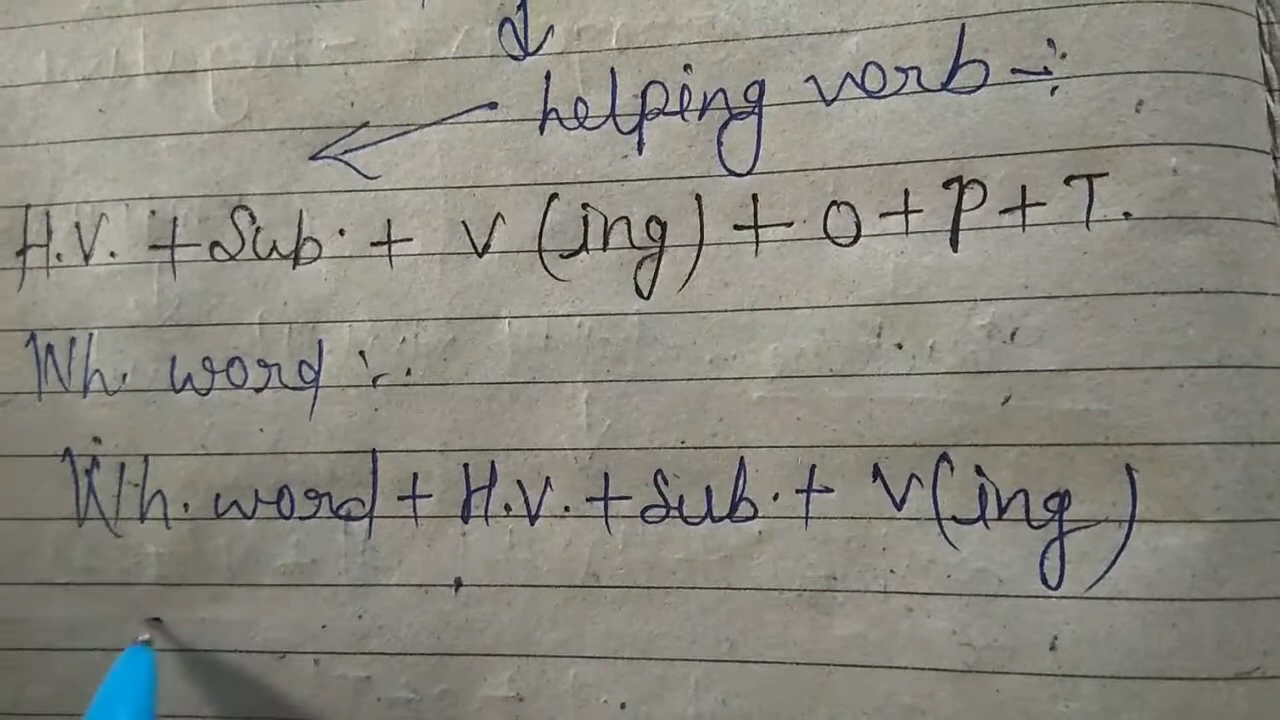 helping verb -:
H.V. + Sub. + V (ing) + O + P + T.
Wh. word :-
Wh. word + H.V. + Sub. + V (ing)